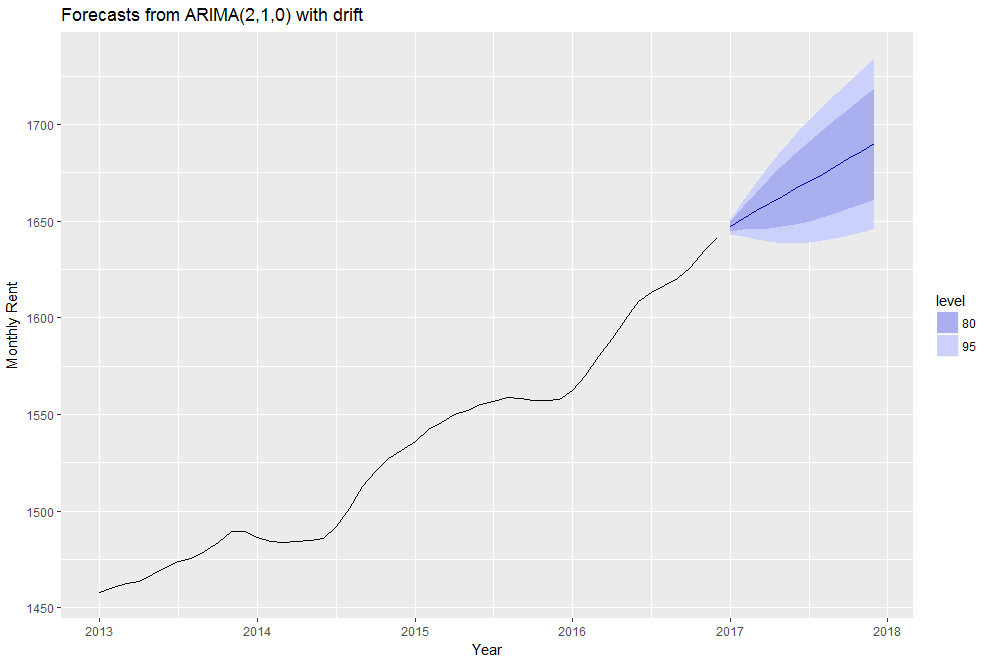 Forecasts from ARIMA(2,1,0) with drift
Monthly Rent
1700
1650
1600
1550
1500
1450
2013 2014 2015 2016 2017 2018
Year
level
80
95